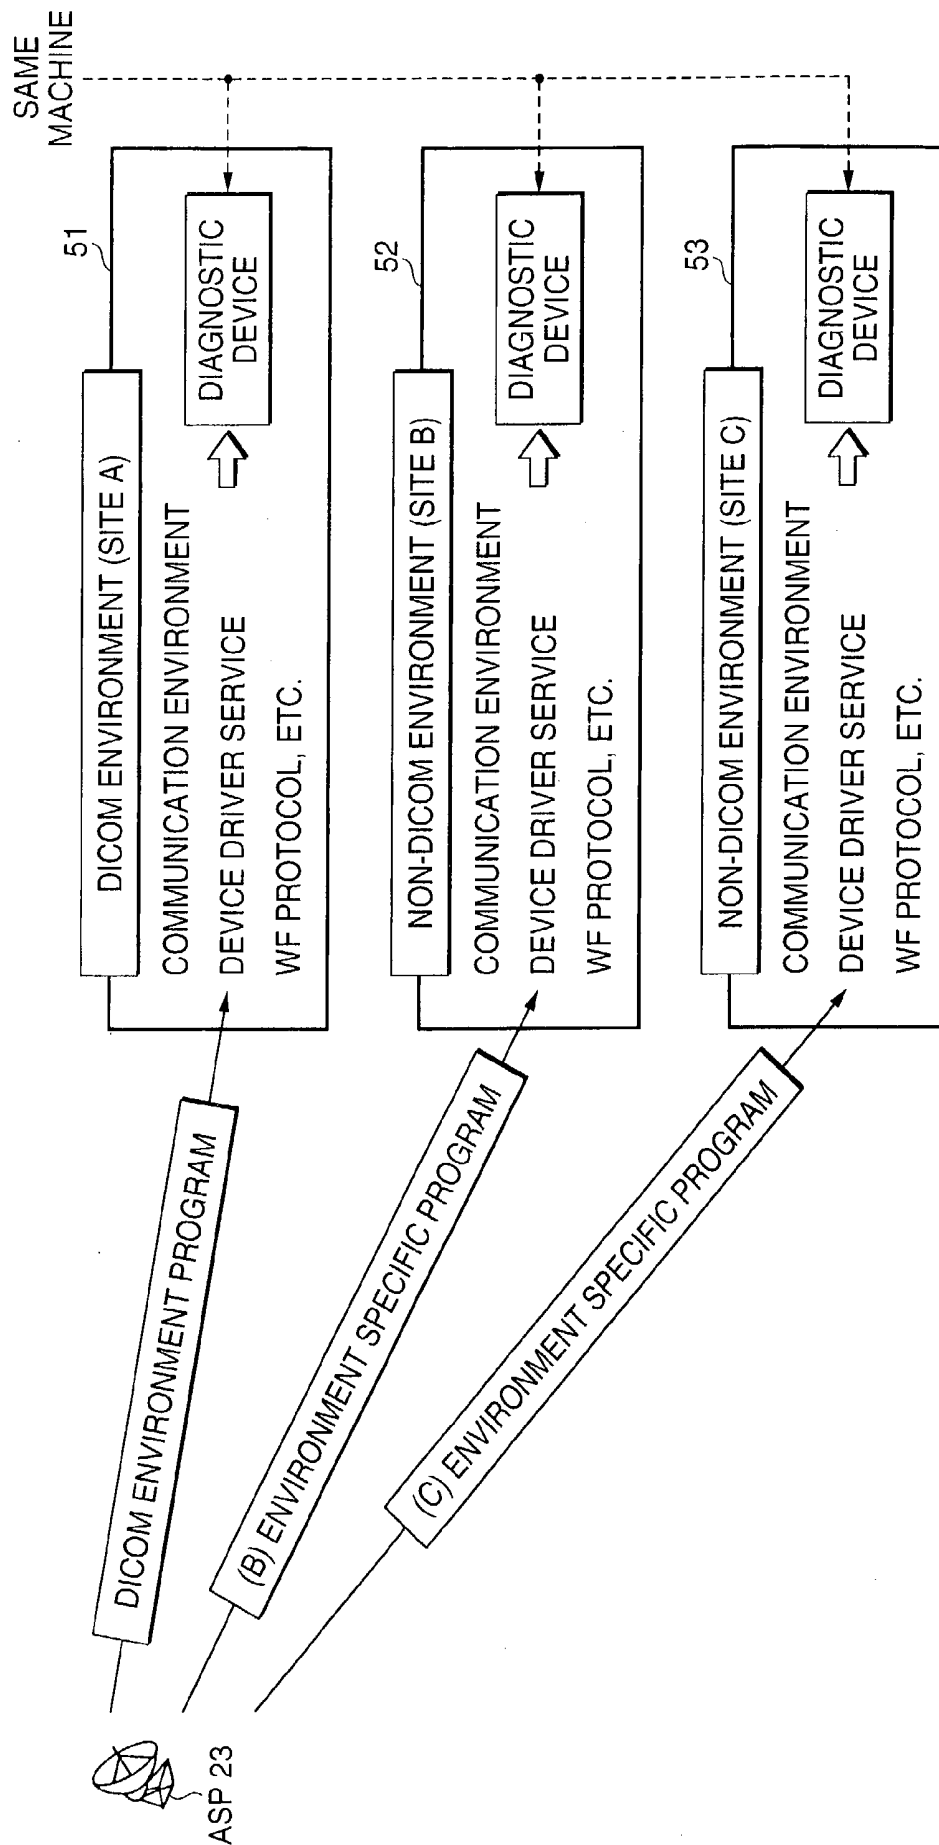 SAME
MACHINE
51
DICOM ENVIRONMENT (SITE A)
COMMUNICATION ENVIRONMENT
DEVICE DRIVER SERVICE
WF PROTOCOL, ETC.
DIAGNOSTIC
DEVICE
52
NON-DICOM ENVIRONMENT (SITE B)
COMMUNICATION ENVIRONMENT
DEVICE DRIVER SERVICE
WF PROTOCOL, ETC.
DIAGNOSTIC
DEVICE
53
NON-DICOM ENVIRONMENT (SITE C)
COMMUNICATION ENVIRONMENT
DEVICE DRIVER SERVICE
WF PROTOCOL, ETC.
DIAGNOSTIC
DEVICE
DICOM ENVIRONMENT PROGRAM
(B) ENVIRONMENT SPECIFIC PROGRAM
(C) ENVIRONMENT SPECIFIC PROGRAM
ASP 23